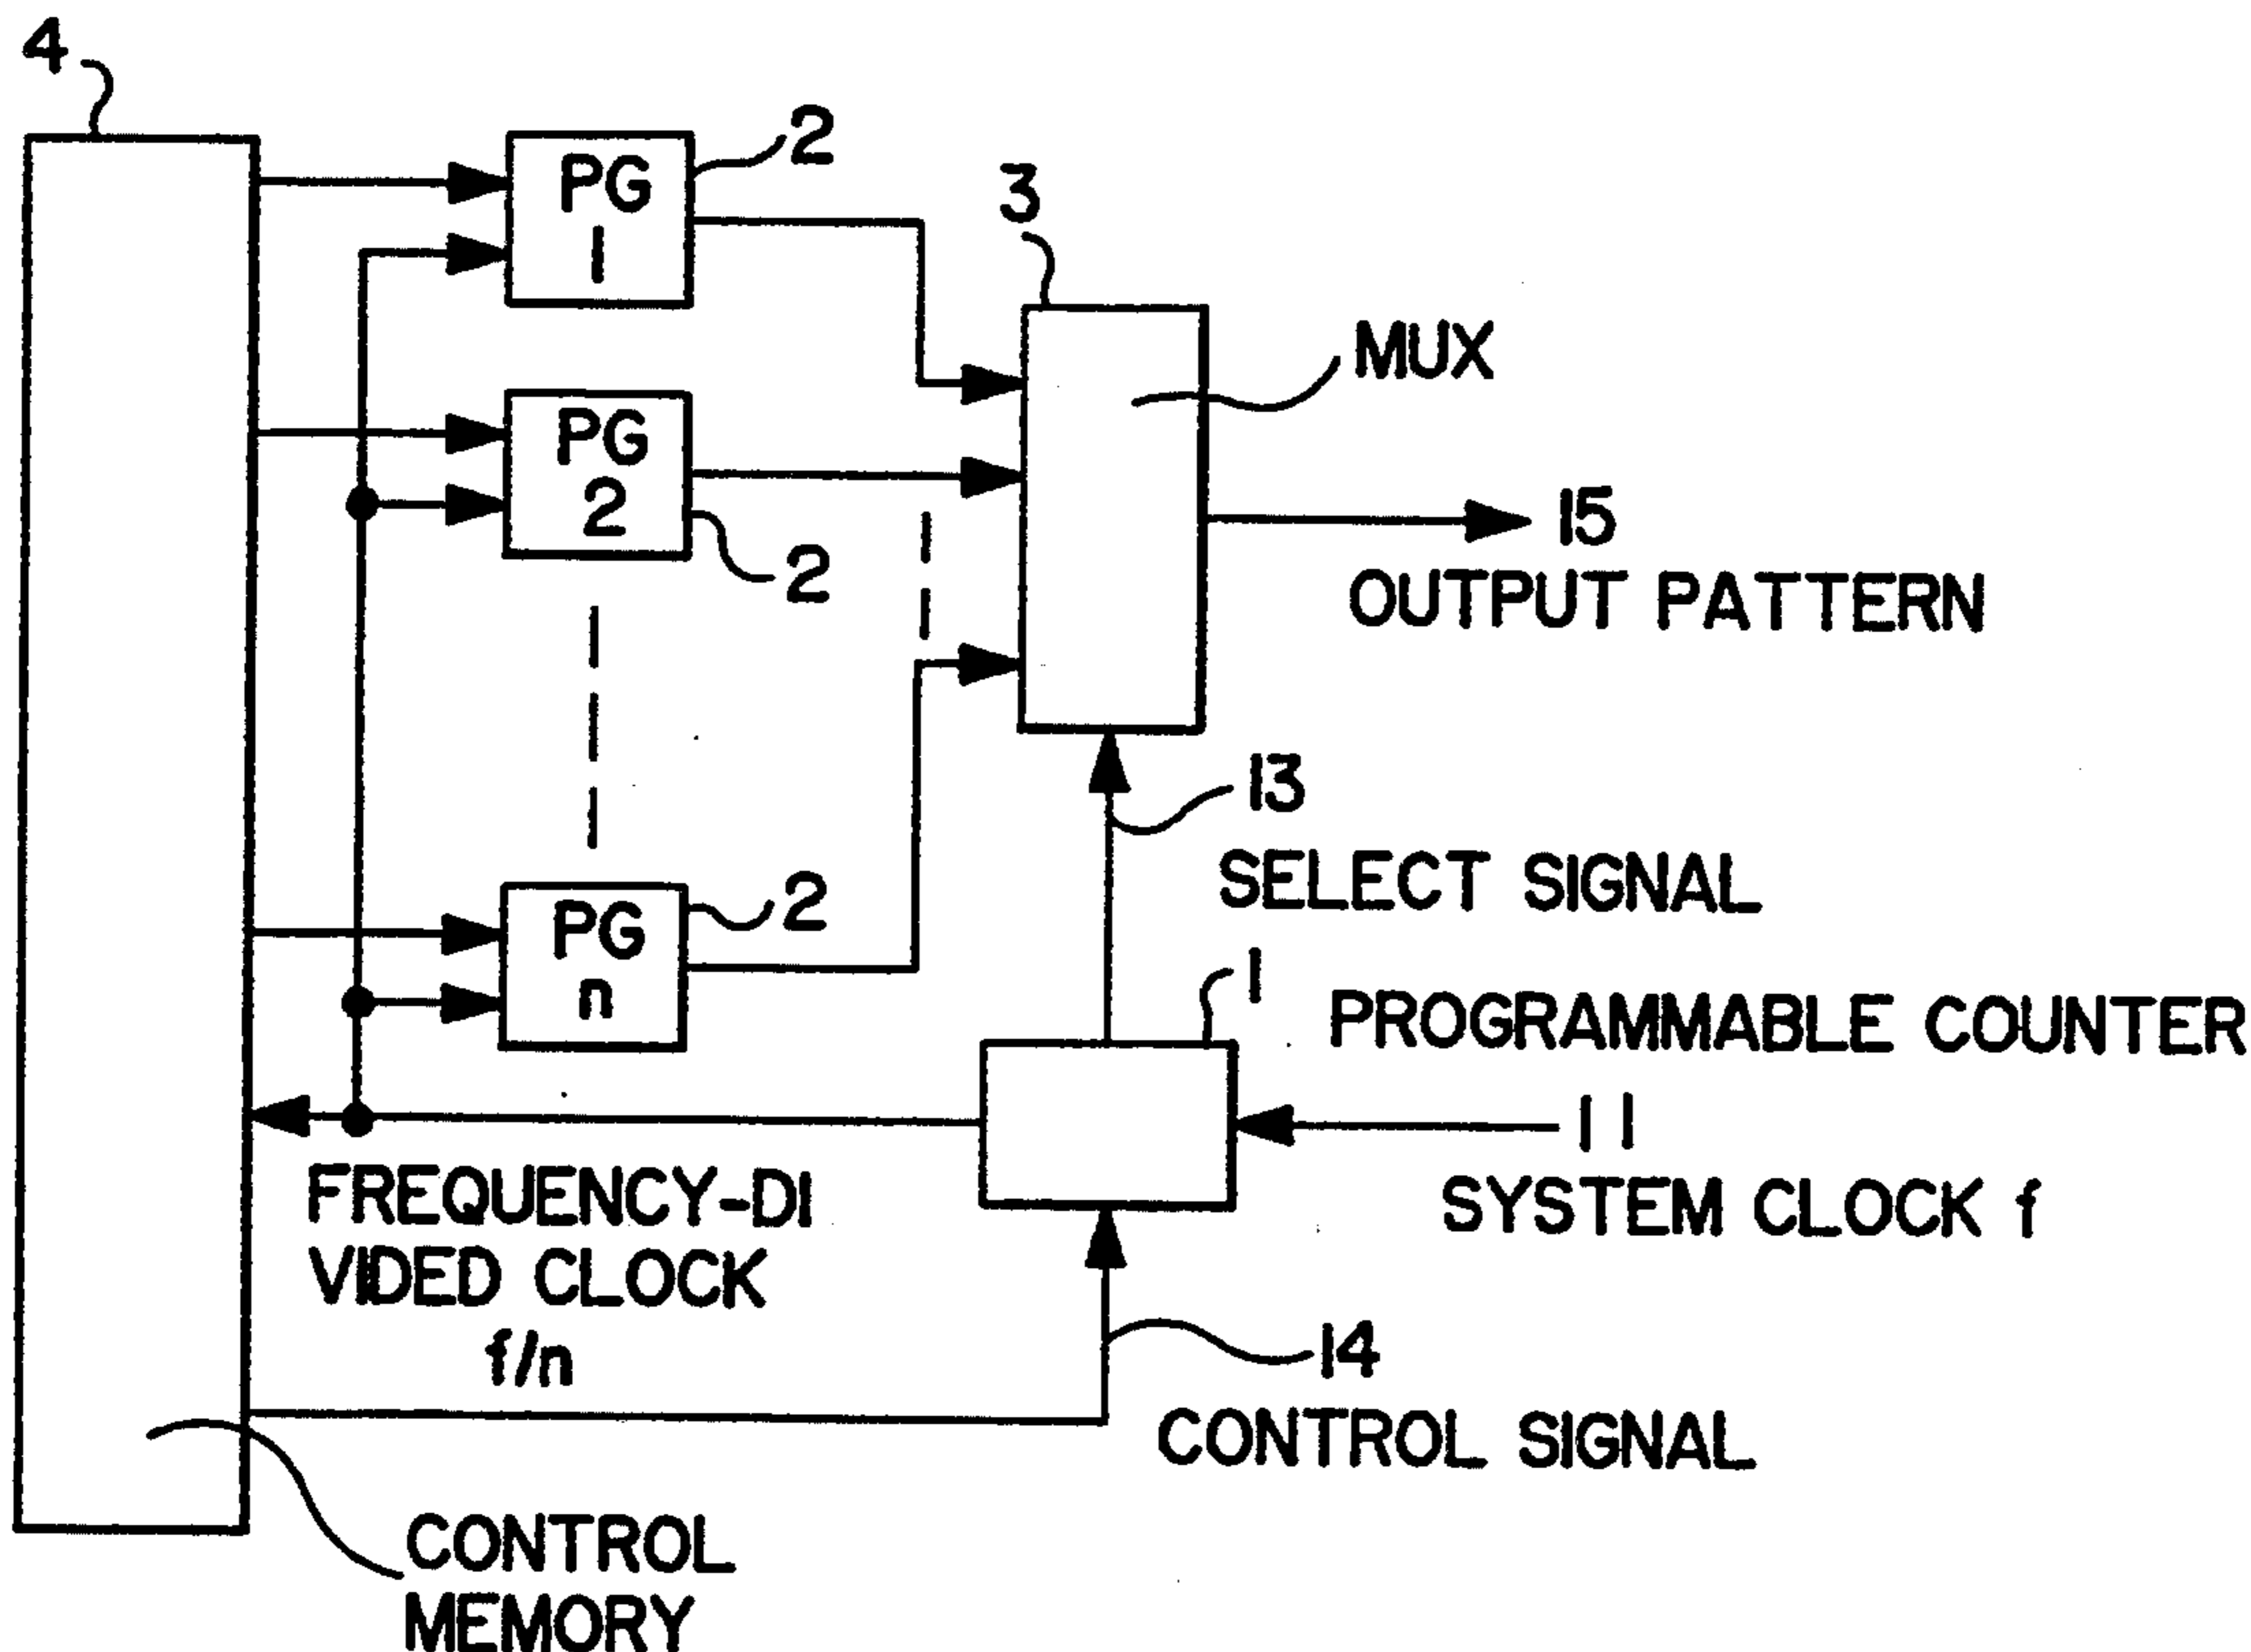 4
PG
1
2
3
MUX
PG
2
2
15
OUTPUT PATTERN
13
SELECT SIGNAL
PG
n
2
1
PROGRAMMABLE COUNTER
11
SYSTEM CLOCK f
FREQUENCY-DI
VIDED CLOCK
f/n
14
CONTROL SIGNAL
CONTROL
MEMORY